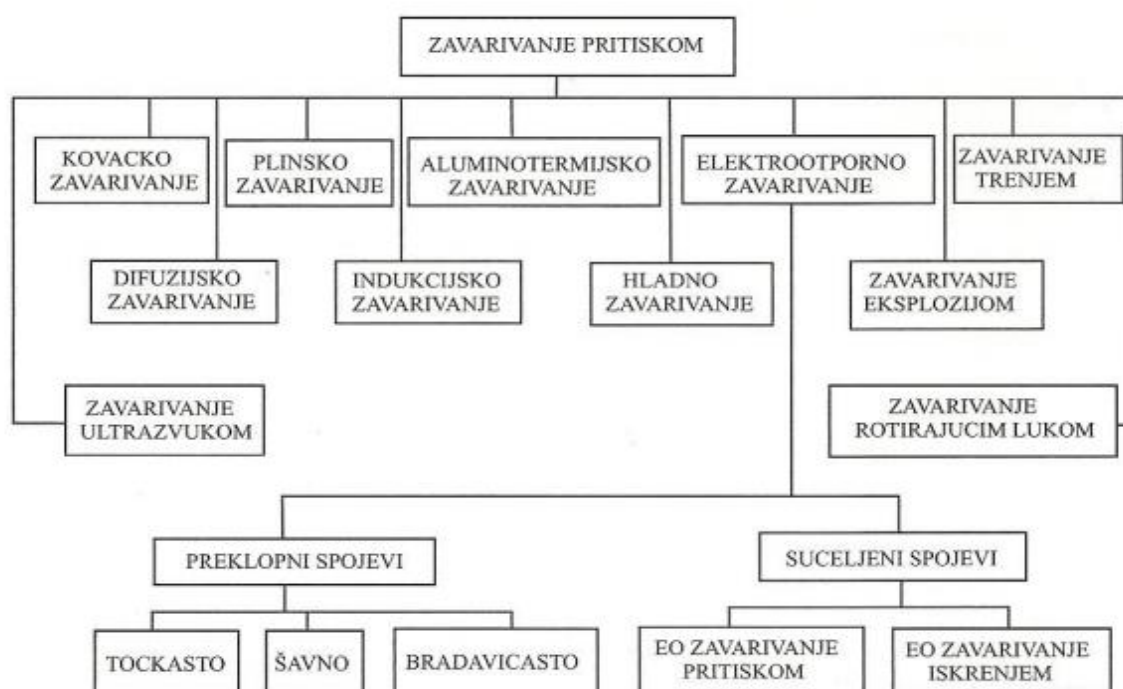 ZAVARIVANJE PRITISKOM
KOVACKO
ZAVARIVANJE
PLINSKO
ZAVARIVANJE
ALUMINOTERMIJSKO
ZAVARIVANJE
ELEKTROOTPORNO
ZAVARIVANJE
ZAVARIVANJE
TRENJEM
DIFUZIJSKO
ZAVARIVANJE
INDUKCIJSKO
ZAVARIVANJE
HLADNO
ZAVARIVANJE
ZAVARIVANJE
EKSPLOZIJOM
ZAVARIVANJE
ULTRAZVUKOM
ZAVARIVANJE
ROTIRAJUCIM LUKOM
PREKLOPNI SPOJEVI
SUCELJENI SPOJEVI
TOCKASTO
ŠAVNO
BRADAVICASTO
EO ZAVARIVANJE
PRITISKOM
EO ZAVARIVANJE
ISKRENJEM